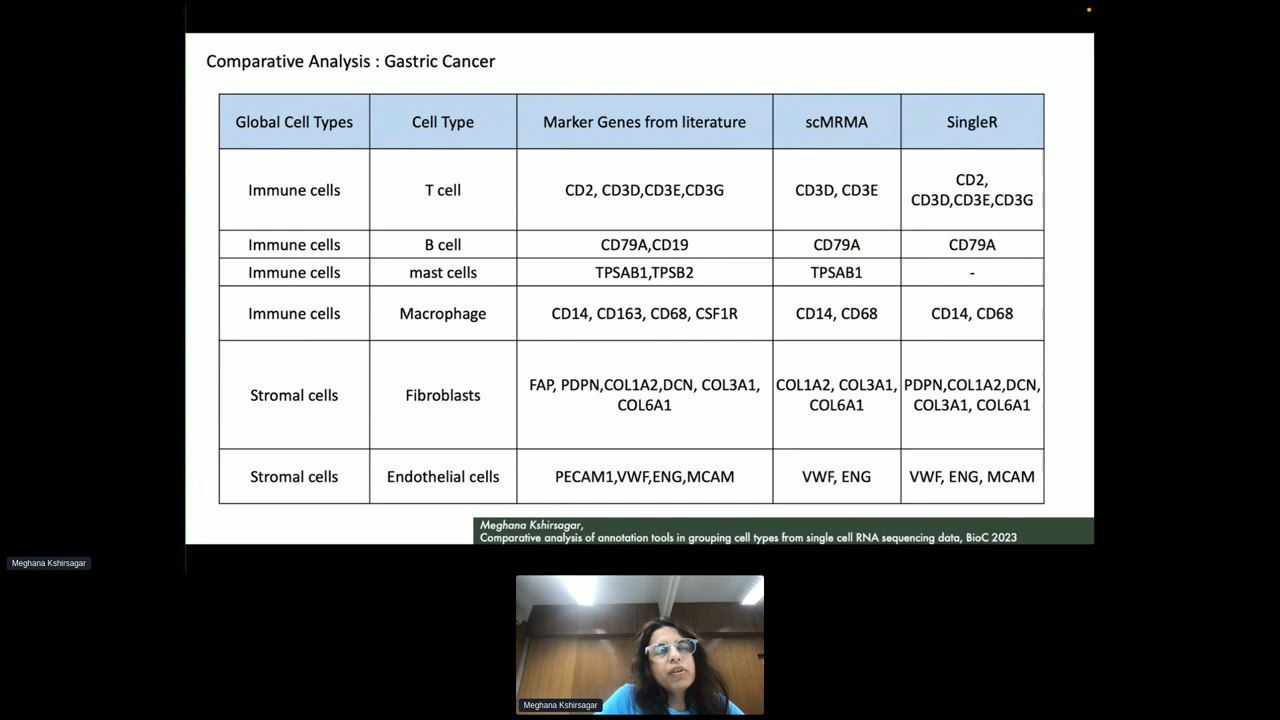 Comparative Analysis : Gastric Cancer
Global Cell Types
Cell Type
Marker Genes from literature
scMRMA
SingleR
Immune cells
T cell
CD2, CD3D,CD3E,CD3G
CD3D, CD3E
CD2,
CD3D,CD3E,CD3G
Immune cells
B cell
CD79A,CD19
CD79A
CD79A
Immune cells
mast cells
TPSAB1,TPSB2
TPSAB1
-
Immune cells
Macrophage
CD14, CD163, CD68, CSF1R
CD14, CD68
CD14, CD68
Stromal cells
Fibroblasts
FAP, PDPN,COL1A2,DCN, COL3A1,
COL6A1
COL1A2, COL3A1,
COL6A1
PDPN,COL1A2,DCN,
COL3A1, COL6A1
Stromal cells
Endothelial cells
PECAM1,VWF,ENG,MCAM
VWF, ENG
VWF, ENG, MCAM
Meghana Kshirsagar,
Comparative analysis of annotation tools in grouping cell types from single cell RNA sequencing data, BioC 2023
Meghana Kshirsagar
Meghana Kshirsagar